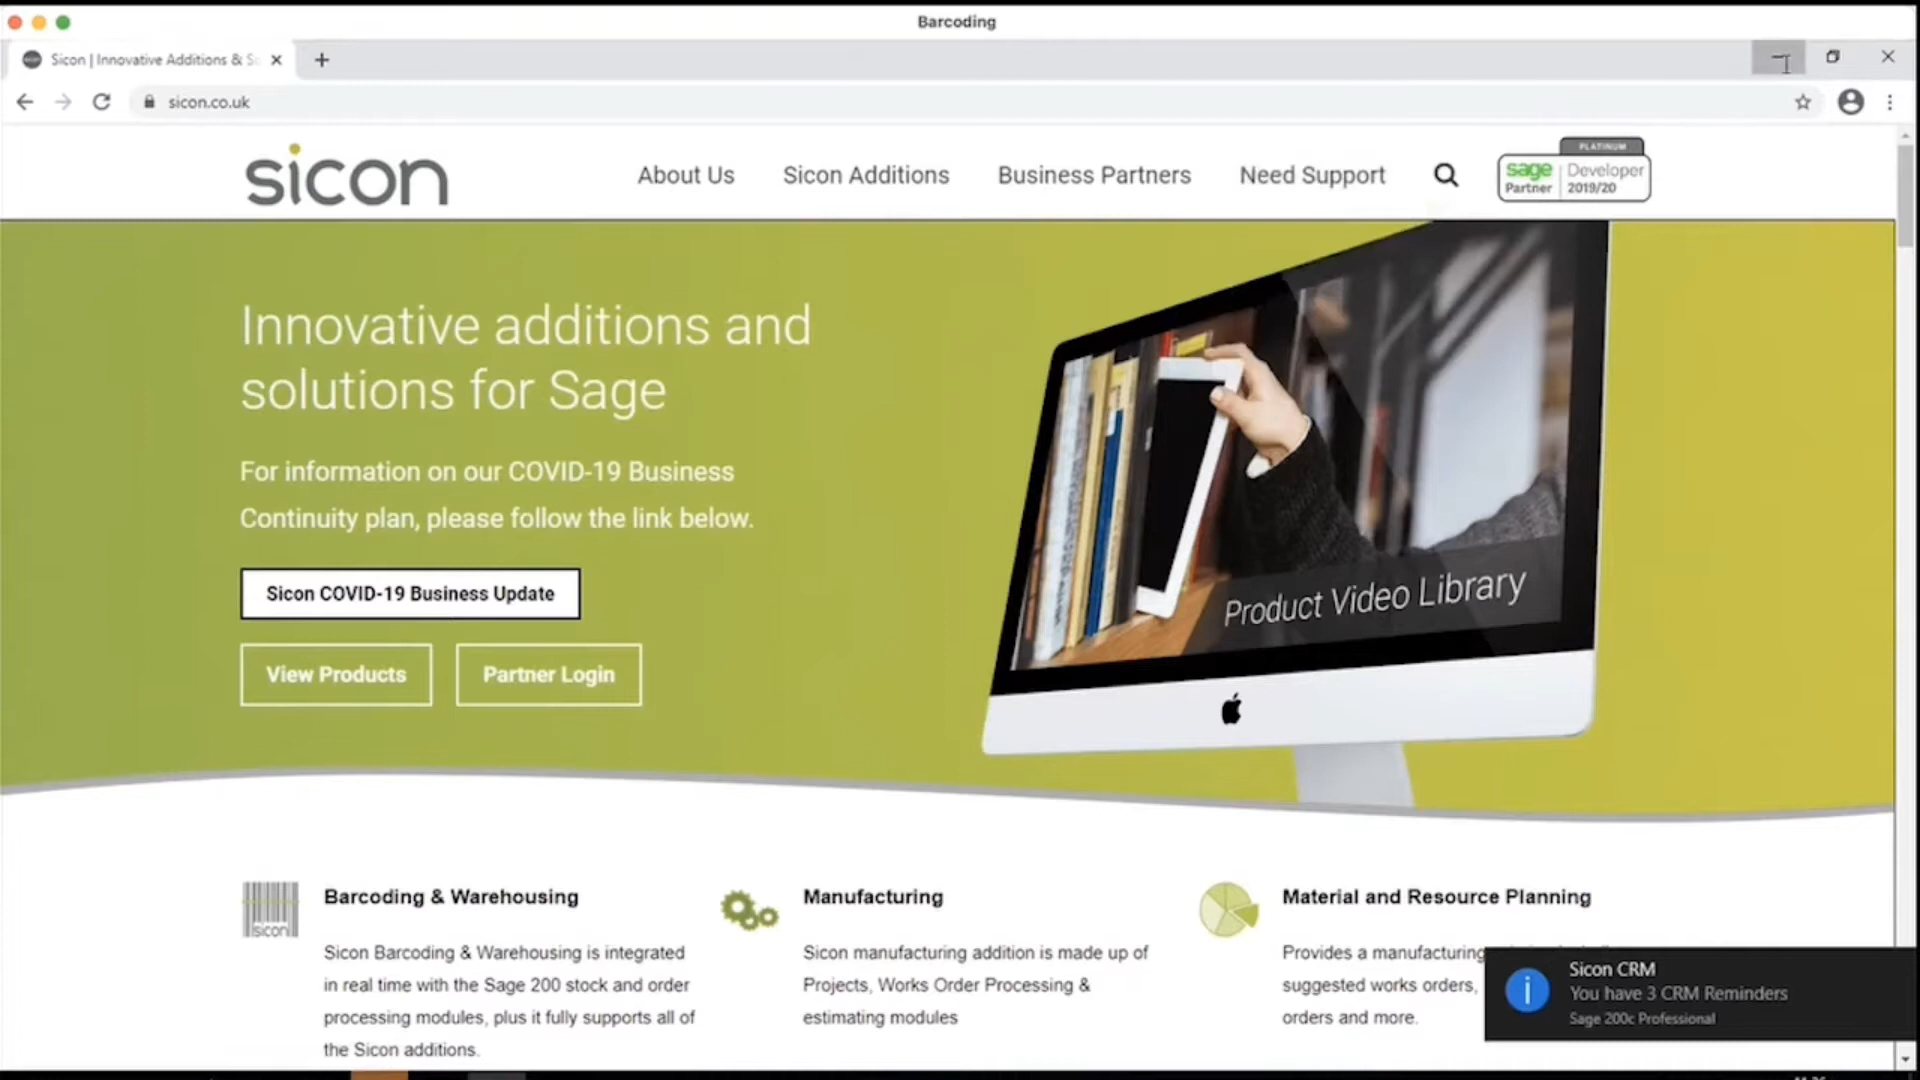 Barcoding
Sicon | Innovative Additions & S
sicon.co.uk
sicon
About Us
Sicon Additions
Business Partners
Need Support
PLATINUM
sage Partner
Developer 2019/20
Innovative additions and
solutions for Sage
For information on our COVID-19 Business
Continuity plan, please follow the link below.
Sicon COVID-19 Business Update
View Products
Partner Login
Product Video Library
sicon
Barcoding & Warehousing
Sicon Barcoding & Warehousing is integrated
in real time with the Sage 200 stock and order
processing modules, plus it fully supports all of
the Sicon additions.
Manufacturing
Sicon manufacturing addition is made up of
Projects, Works Order Processing &
estimating modules
Material and Resource Planning
Provides a manufacturing
suggested works orders,
orders and more.
Sicon CRM
You have 3 CRM Reminders
Sage 200c Professional